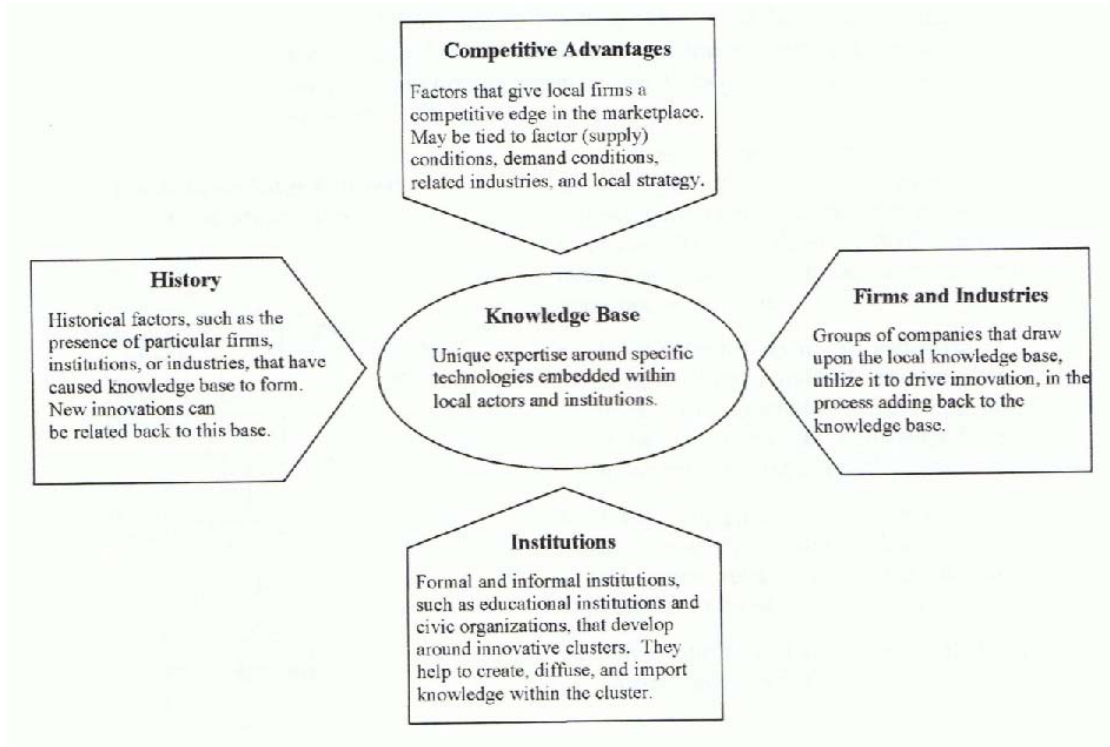 Competitive Advantages
Factors that give local firms a
competitive edge in the marketplace.
May be tied to factor (supply)
conditions, demand conditions,
related industries, and local strategy.
History
Historical factors, such as the
presence of particular firms,
institutions, or industries, that have
caused knowledge base to form.
New innovations can
be related back to this base.
Knowledge Base
Unique expertise around specific
technologies embedded within
local actors and institutions.
Firms and Industries
Groups of companies that draw
upon the local knowledge base,
utilize it to drive innovation, in the
process adding back to the
knowledge base.
Institutions
Formal and informal institutions,
such as educational institutions and
civic organizations, that develop
around innovative clusters. They
help to create, diffuse, and import
knowledge within the cluster.